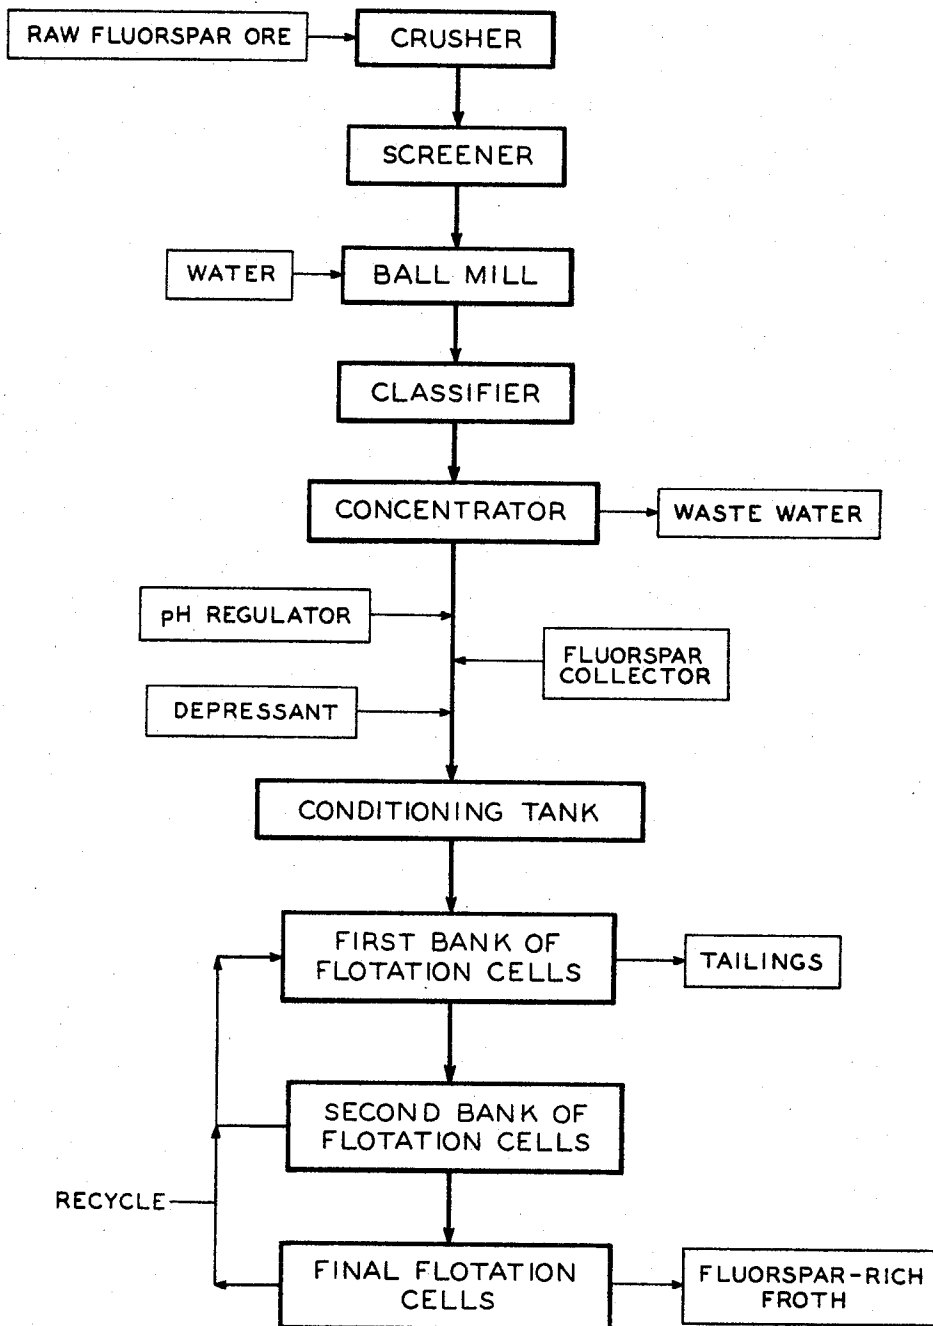 RAW FLUORSPAR ORE
CRUSHER
SCREENER
WATER
BALL MILL
CLASSIFIER
CONCENTRATOR
WASTE WATER
pH REGULATOR
FLUORSPAR
COLLECTOR
DEPRESSANT
CONDITIONING TANK
FIRST BANK OF
FLOTATION CELLS
TAILINGS
SECOND BANK OF
FLOTATION CELLS
RECYCLE
FINAL FLOTATION
CELLS
FLUORSPAR-RICH
FROTH